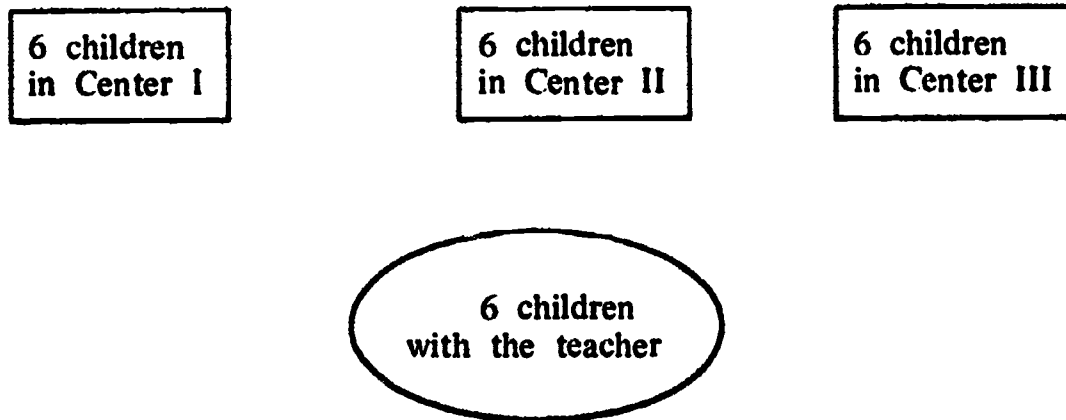 6 children
in Center I
6 children
in Center II
6 children
in Center III
6 children
with the teacher